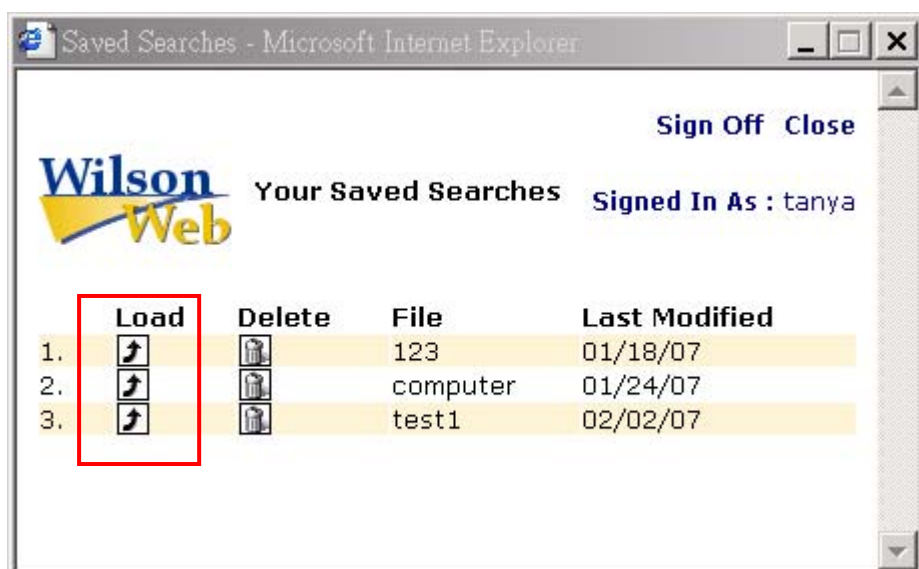 Saved Searches - Microsoft Internet Explorer
Sign Off Close
Wilson
Web
Your Saved Searches
Signed In As : tanya
Load Delete File Last Modified
1. 123 01/18/07
2. computer 01/24/07
3. test1 02/02/07